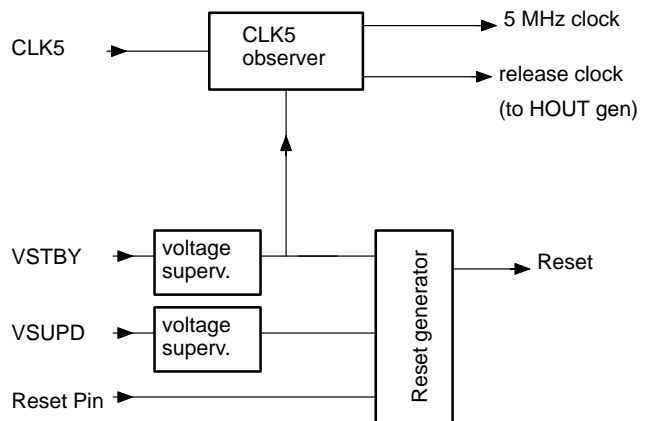 CLK5
CLK5
observer
5 MHz clock
release clock
(to HOUT gen)
VSTBY
voltage
superv.
Reset generator
Reset
VSUPD
voltage
superv.
Reset Pin